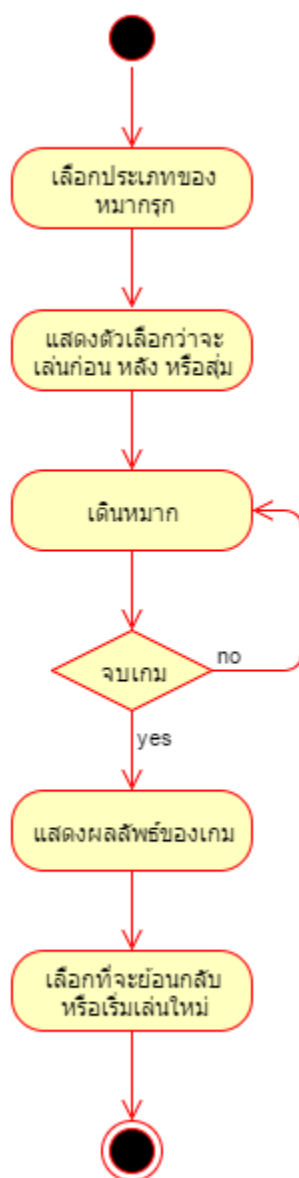 เลือกประเภทของ
หมากรุก
แสดงตัวเลือกว่าจะ
เล่นก่อน หลัง หรือสุ่ม
เดินหมาก
จบเกม
no
yes
แสดงผลลัพธ์ของเกม
เลือกที่จะย้อนกลับ
หรือเริ่มเล่นใหม่